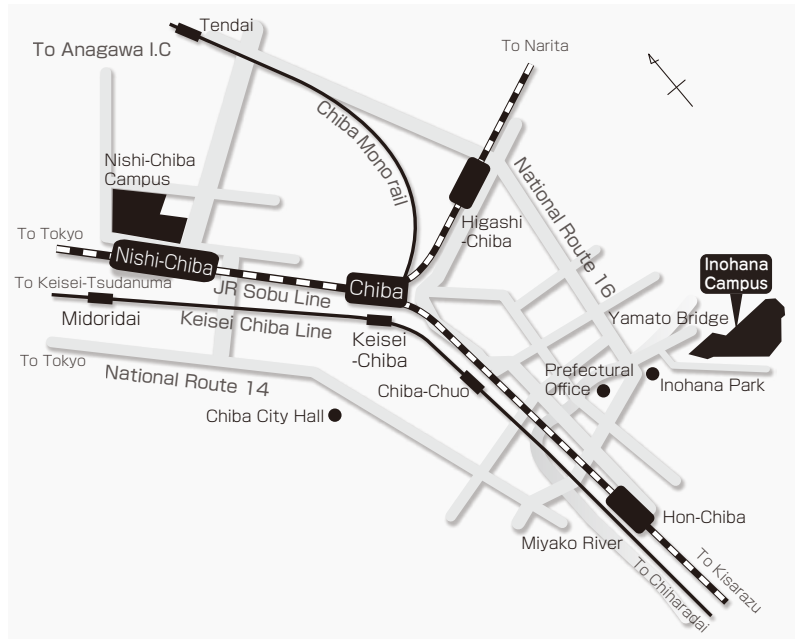 Tendai
To Anagawa I.C
To Narita
Chiba Mono rail
Nishi-Chiba
Campus
National Route 16
Higashi
-Chiba
To Tokyo
Nishi-Chiba
Inohana
Campus
To Keisei-Tsudanuma
JR Sobu Line
Chiba
Midoridai
Keisei Chiba Line
Yamato Bridge
Keisei
-Chiba
To Tokyo
National Route 14
Chiba-Chuo
Prefectural
Office
Inohana Park
Chiba City Hall
Hon-Chiba
Miyako River
To Kisarazu
To Chiharadai